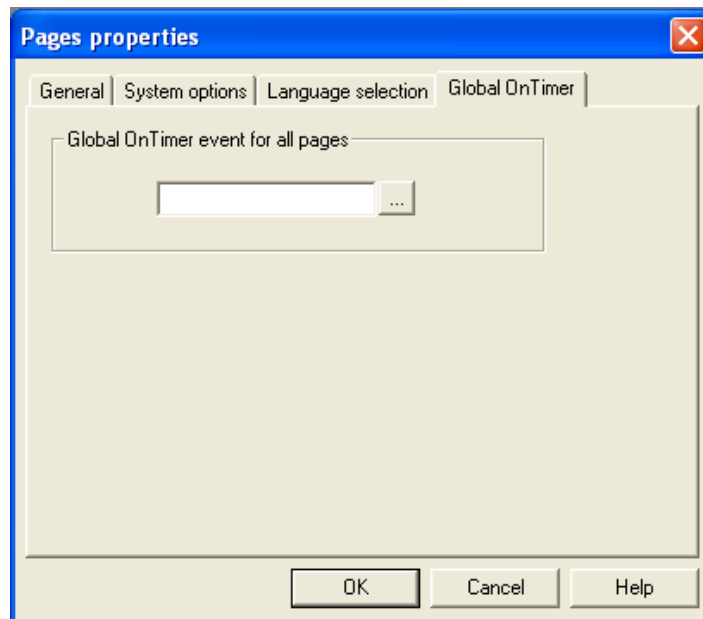 Pages properties
General
System options
Language selection
Global OnTimer
Global OnTimer event for all pages
...
OK
Cancel
Help